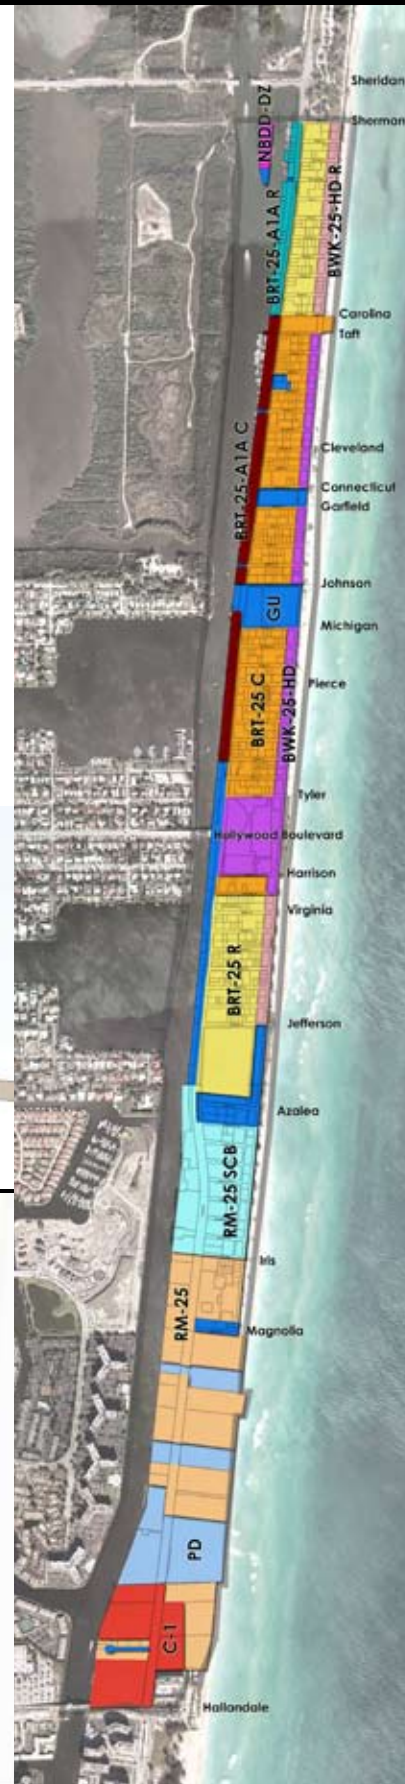 Sheridan
Sherman
NBDD-DZ
BRT-25-A1A R
BWK-25-HD R
Carolina
Taft
BRT-25-A1A C
Cleveland
Connecticut
Garfield
Johnson
GU
Michigan
Pierce
BRT-25 C
BWK-25-HD
Tyler
Hollywood Boulevard
Harrison
Virginia
BRT-25 R
Jefferson
Azalea
RM-25 SCB
Iris
RM-25
Magnolia
PD
C-1
Hallandale